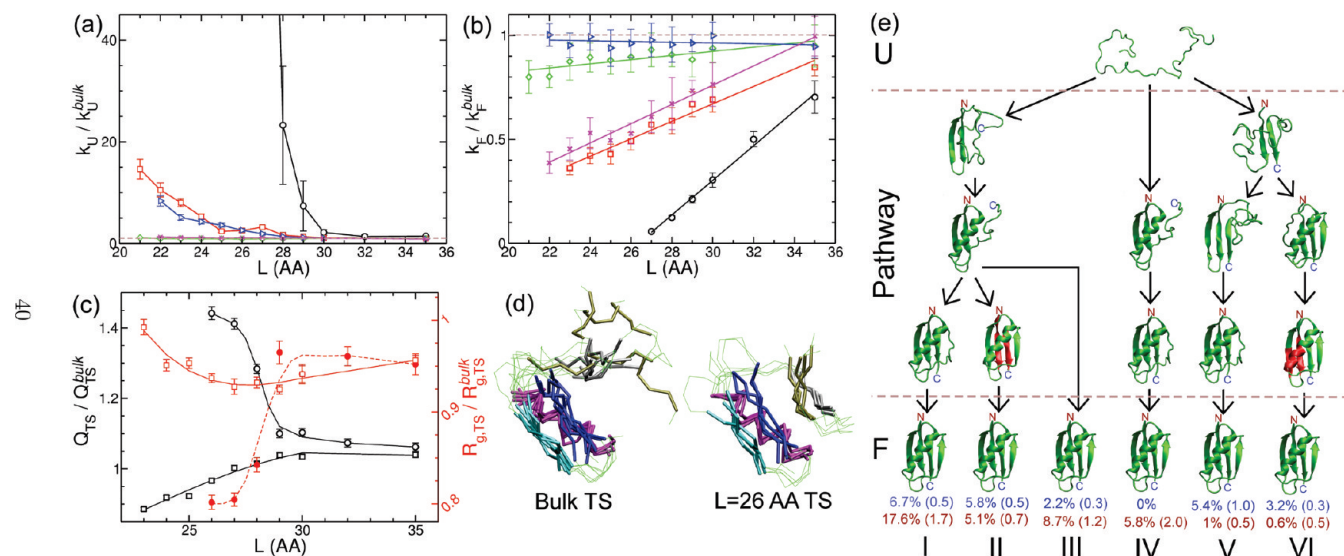 (a)
40
20
0
k_U / k_U^bulk
20 22 24 26 28 30 32 34 36
L (AA)
(b)
1
0.5
0
k_F / k_F^bulk
22 24 26 28 30 32 34 36
L (AA)
(c)
1.4
1.2
1
Q_TS / Q_TS^bulk
1
0.9
0.8
R_g,TS / R_g,TS^bulk
25 30 35
L (AA)
(d)
Bulk TS
L=26 AA TS
(e)
U
Pathway
F
N
N
C
C
N
C
N
C
N
C
N
C
N
C
N
C
N
C
N
C
N
C
N
C
N
C
N
C
N
C
N
C
N
C
6.7% (0.5) 5.8% (0.5) 2.2% (0.3) 0% 5.4% (1.0) 3.2% (0.3)
17.6% (1.7) 5.1% (0.7) 8.7% (1.2) 5.8% (2.0) 1% (0.5) 0.6% (0.5)
I II III IV V VI
40